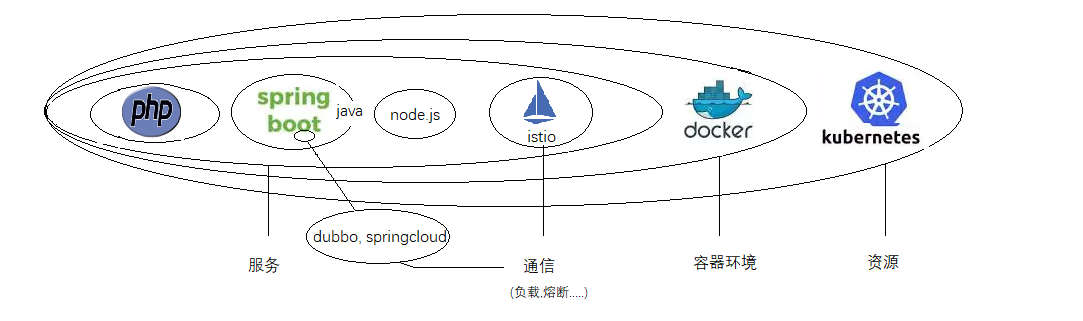 php
spring
boot
java
node.js
istio
docker
kubernetes
dubbo, springcloud
服务
通信
(负载,熔断.....)
容器环境
资源